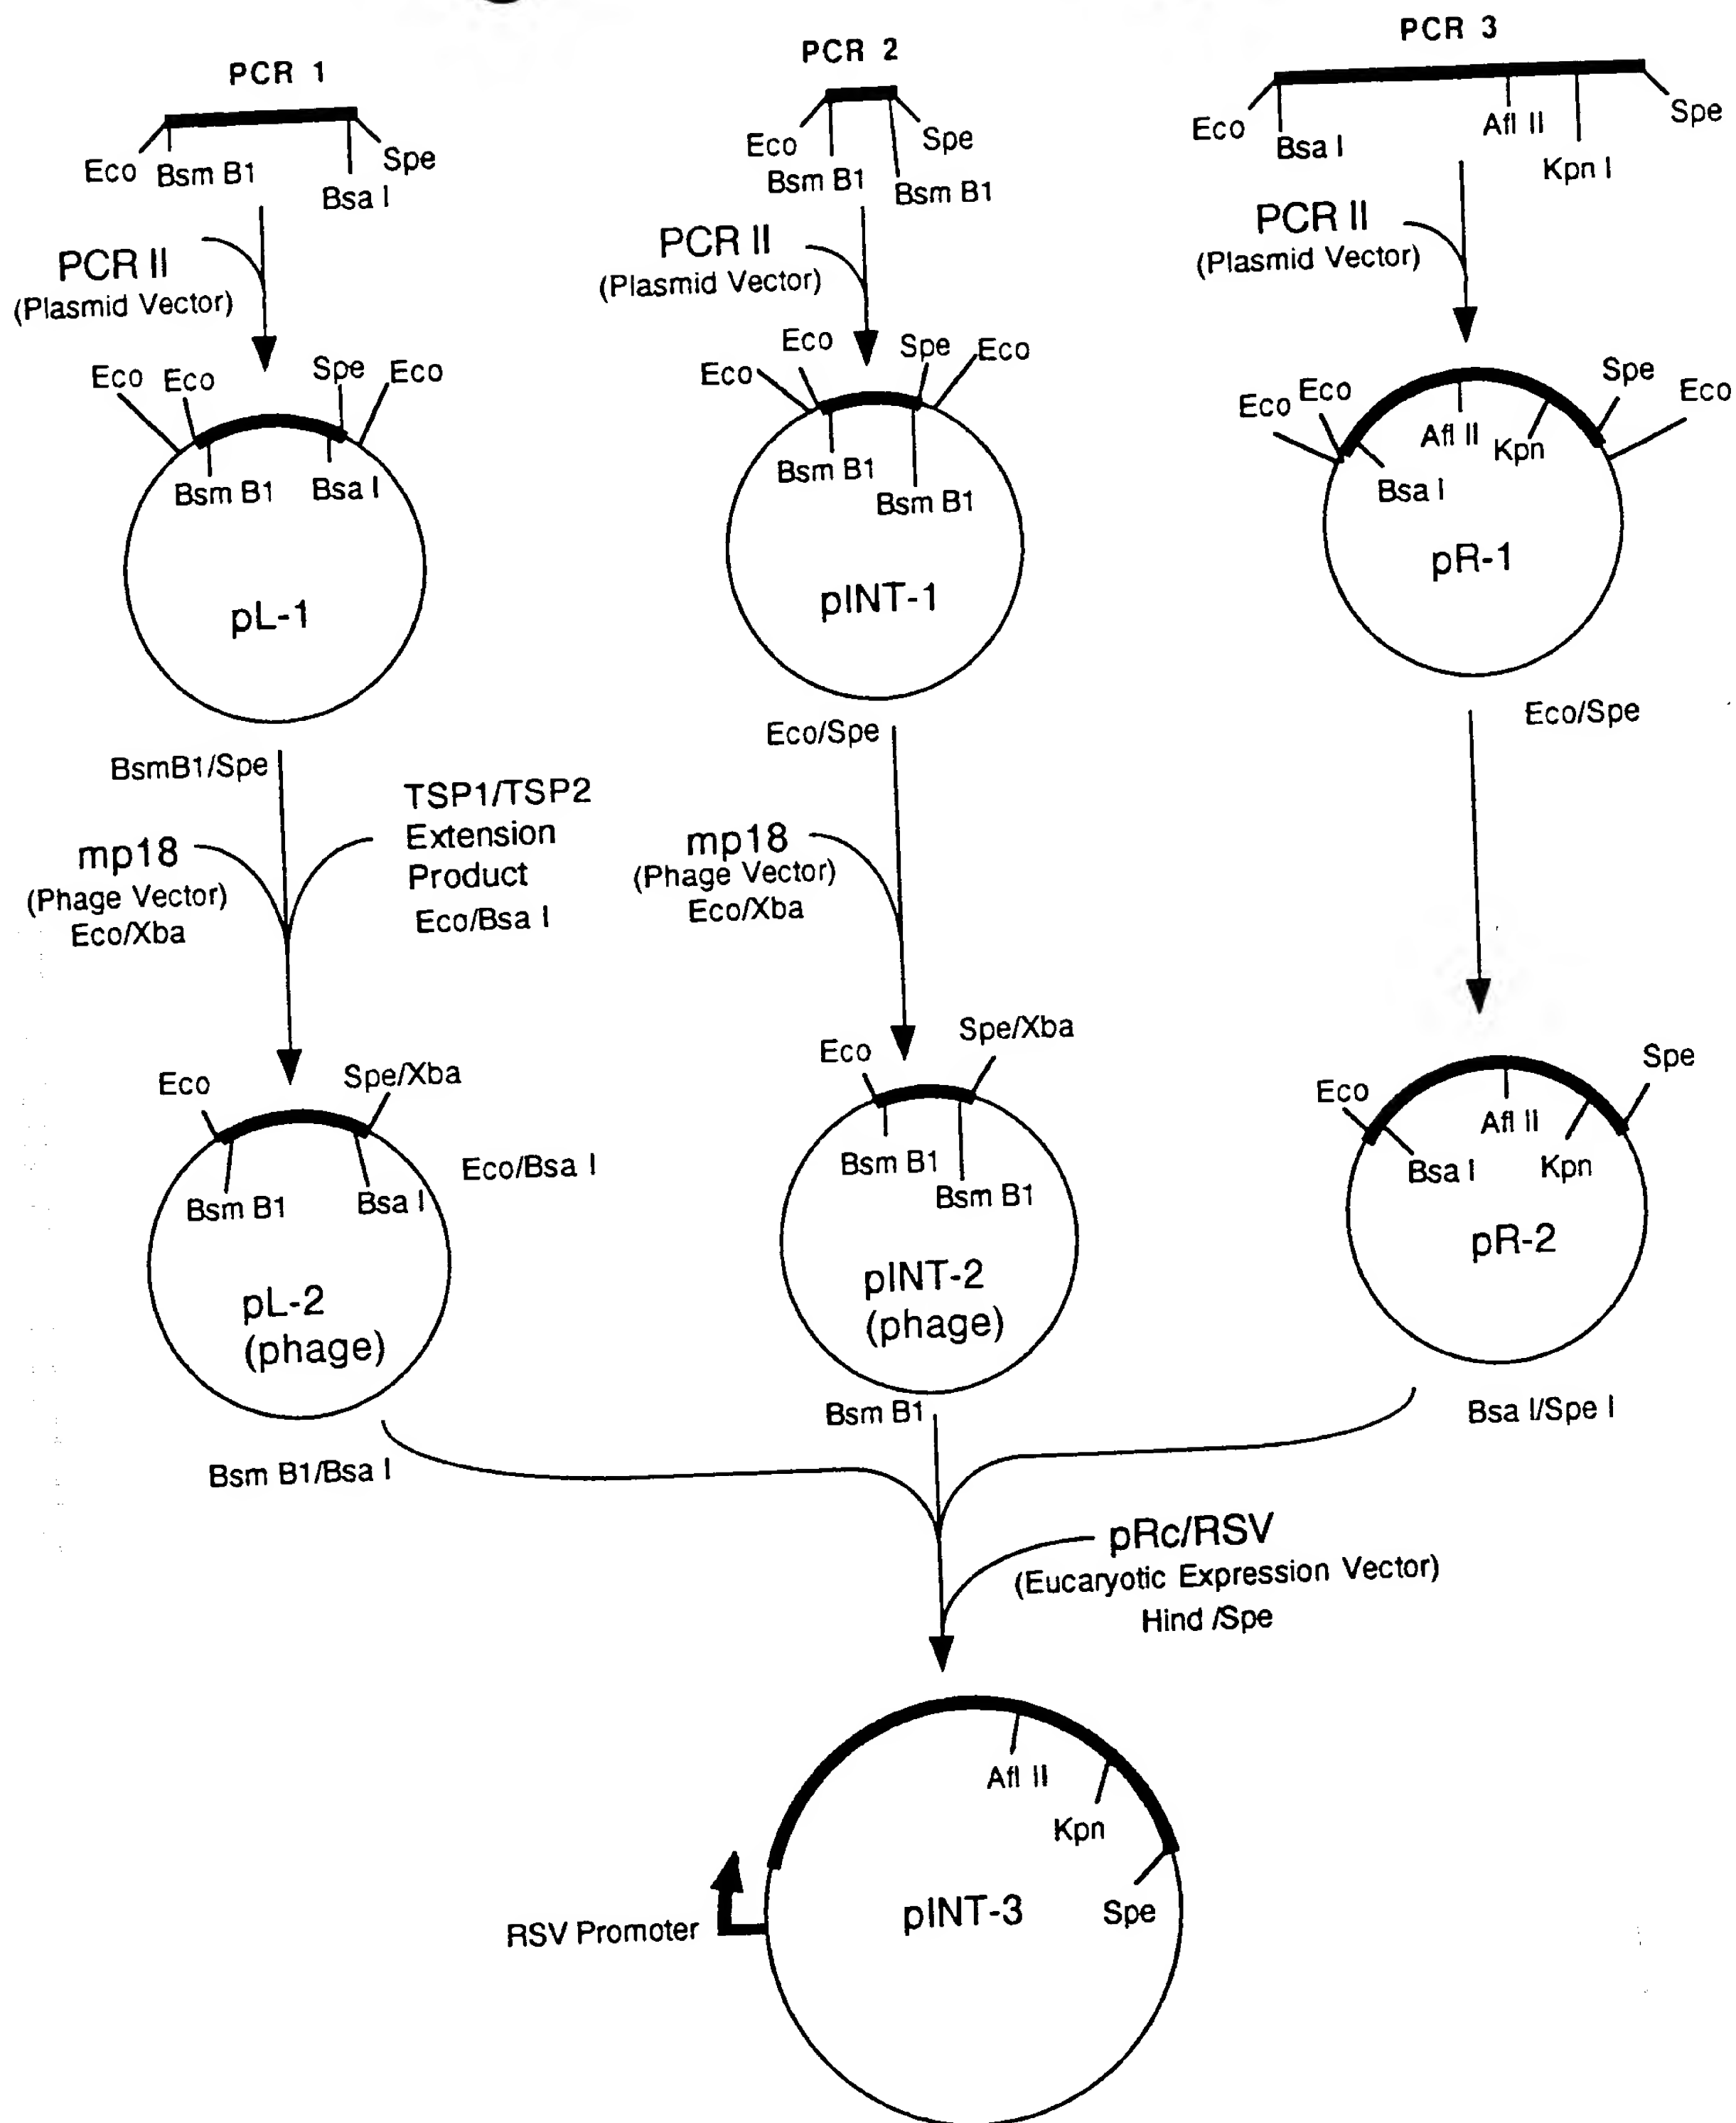 PCR 1
PCR 2
PCR 3
Eco
Bsm B1
Bsa I
Spe
Eco
Bsm B1
Bsm B1
Spe
Eco
Bsa I
Afl II
Kpn I
Spe
PCR II
(Plasmid Vector)
PCR II
(Plasmid Vector)
PCR II
(Plasmid Vector)
Eco
Eco
Spe
Eco
Bsm B1
Bsa I
pL-1
Eco
Eco
Spe
Eco
Bsm B1
Bsm B1
pINT-1
Eco
Eco
Spe
Eco
Afl II
Kpn
Bsa I
pR-1
BsmB1/Spe
mp18
(Phage Vector)
Eco/Xba
TSP1/TSP2
Extension
Product
Eco/Bsa I
Eco/Spe
mp18
(Phage Vector)
Eco/Xba
Eco/Spe
Eco
Spe/Xba
Bsm B1
Bsa I
Eco/Bsa I
pL-2
(phage)
Eco
Spe/Xba
Bsm B1
Bsm B1
pINT-2
(phage)
Eco
Spe
Afl II
Bsa I
Kpn
pR-2
Bsm B1/Bsa I
Bsm B1
Bsa I/Spe I
pRc/RSV
(Eucaryotic Expression Vector)
Hind /Spe
Afl II
Kpn
Spe
pINT-3
RSV Promoter